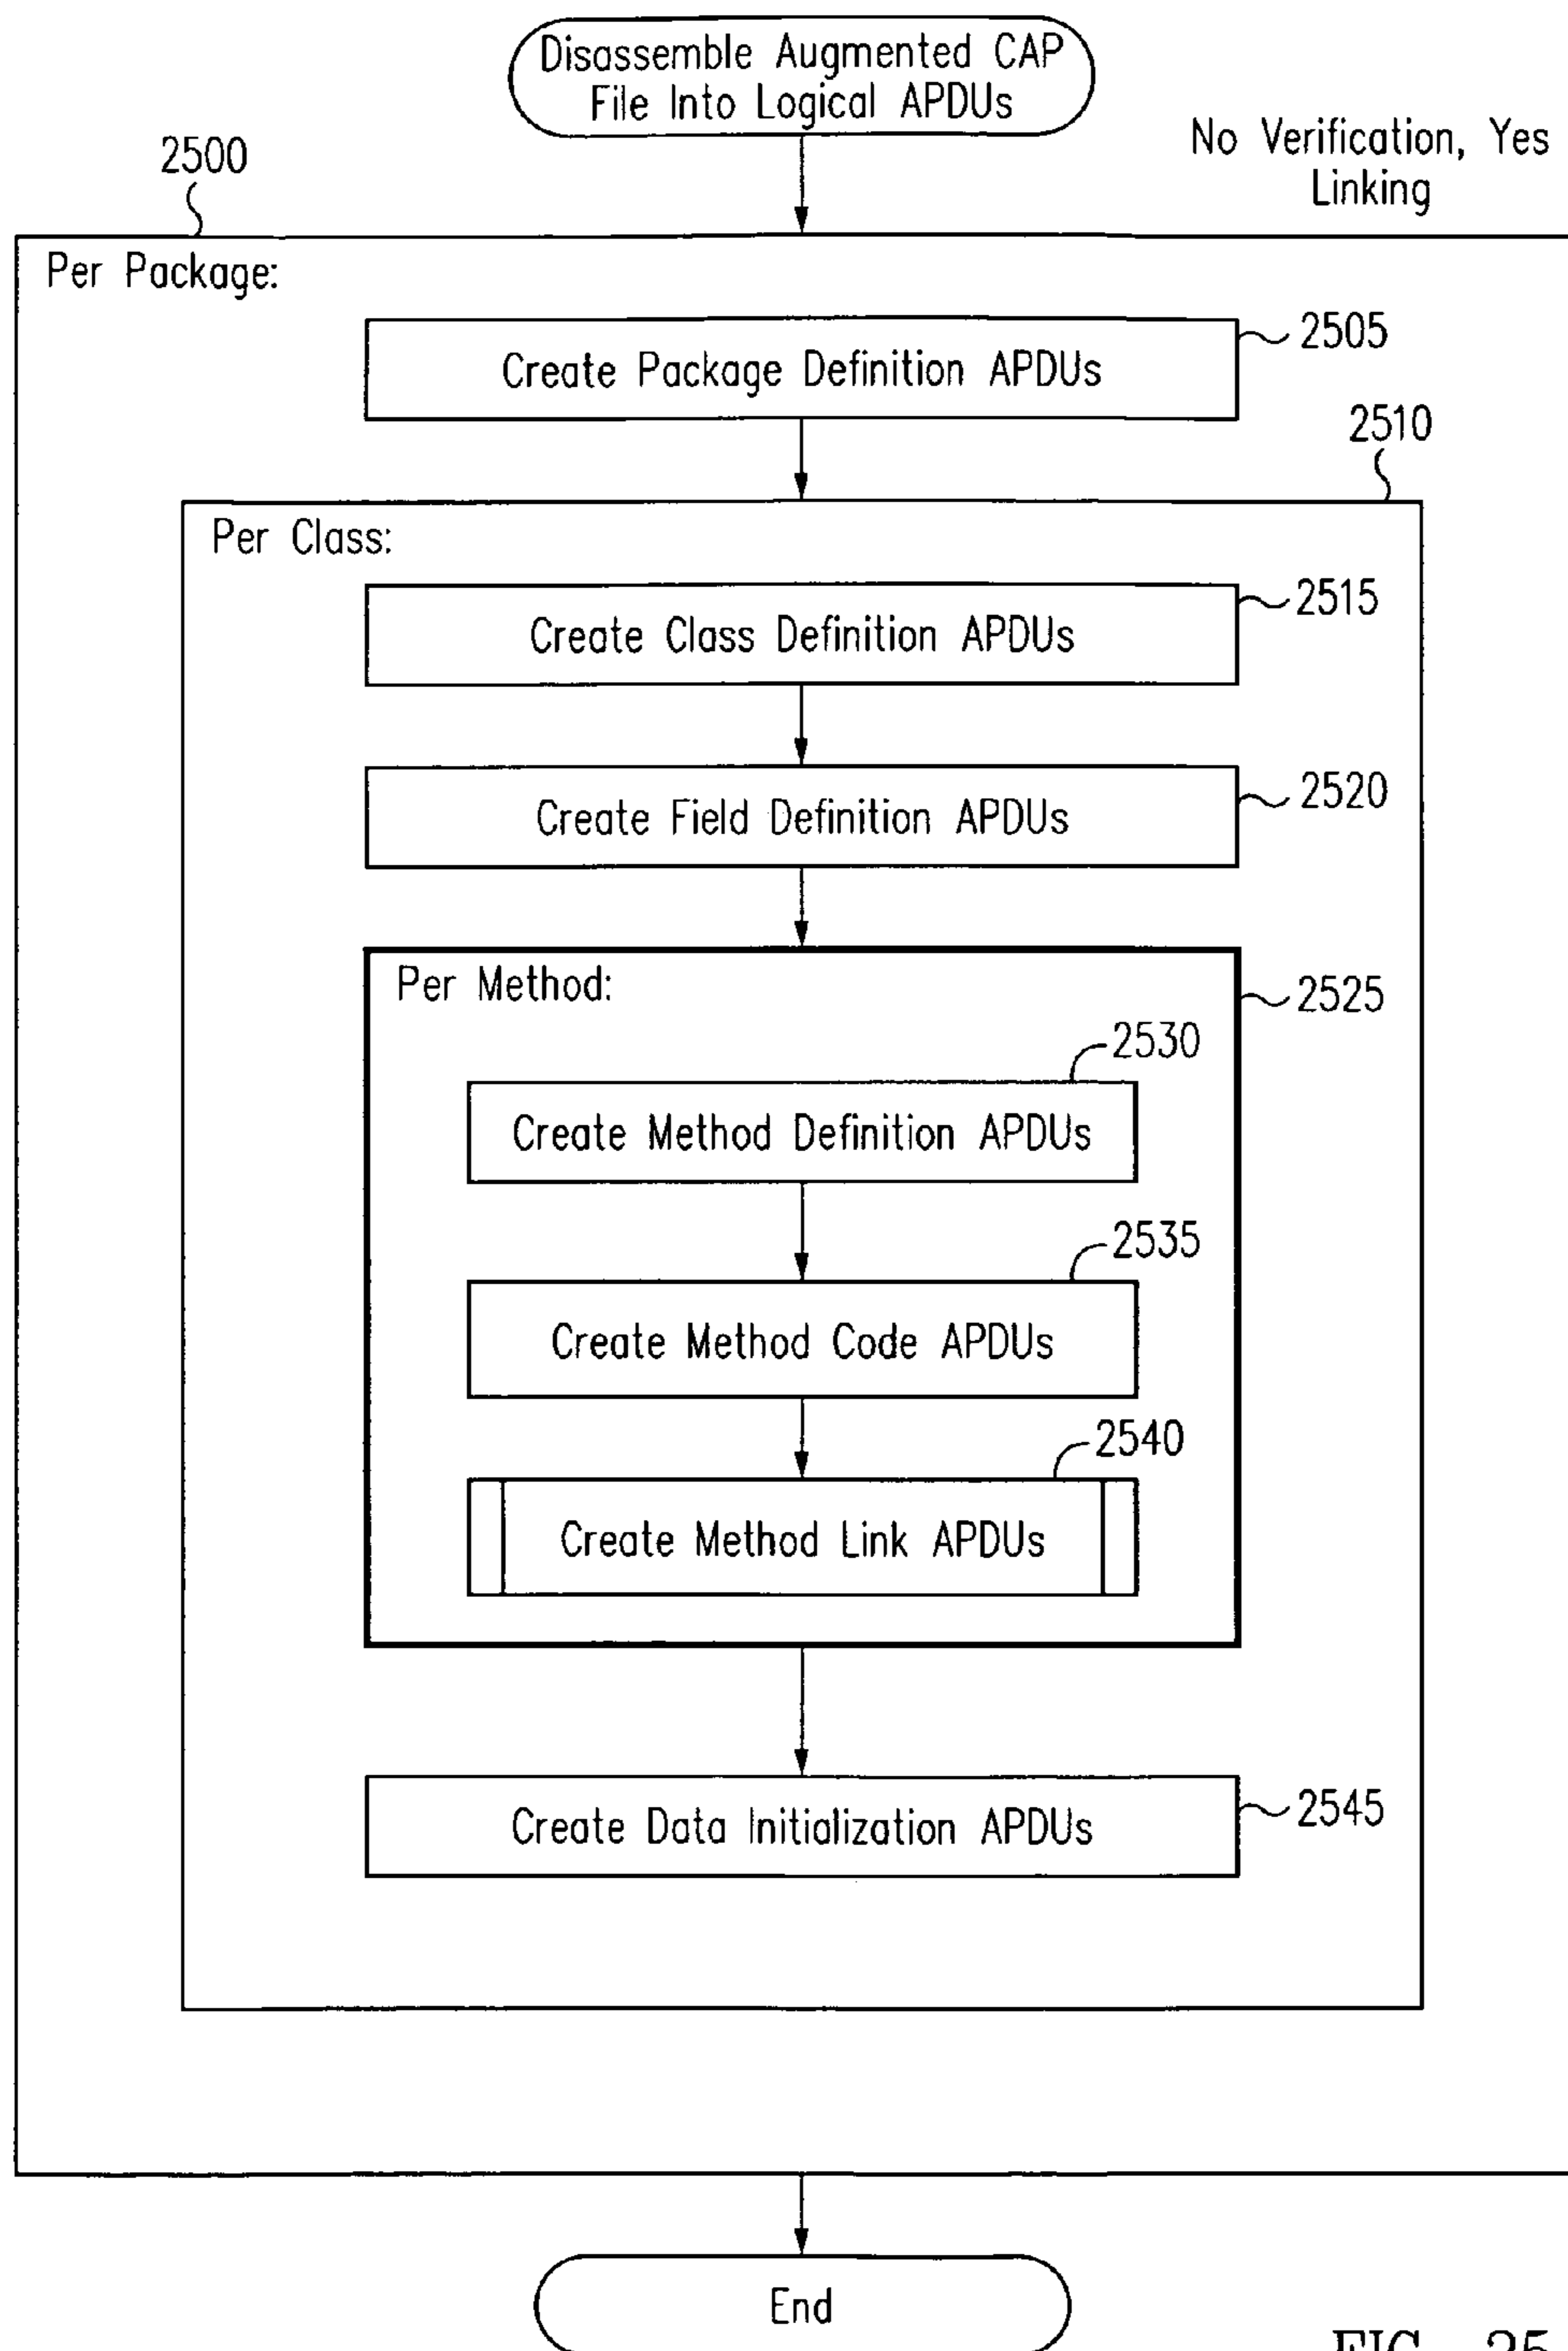 Disassemble Augmented CAP
File Into Logical APDUs
No Verification, Yes
Linking
2500
Per Package:
2505
Create Package Definition APDUs
2510
Per Class:
2515
Create Class Definition APDUs
2520
Create Field Definition APDUs
Per Method:
2525
2530
Create Method Definition APDUs
2535
Create Method Code APDUs
2540
Create Method Link APDUs
2545
Create Data Initialization APDUs
End
FIG. 25